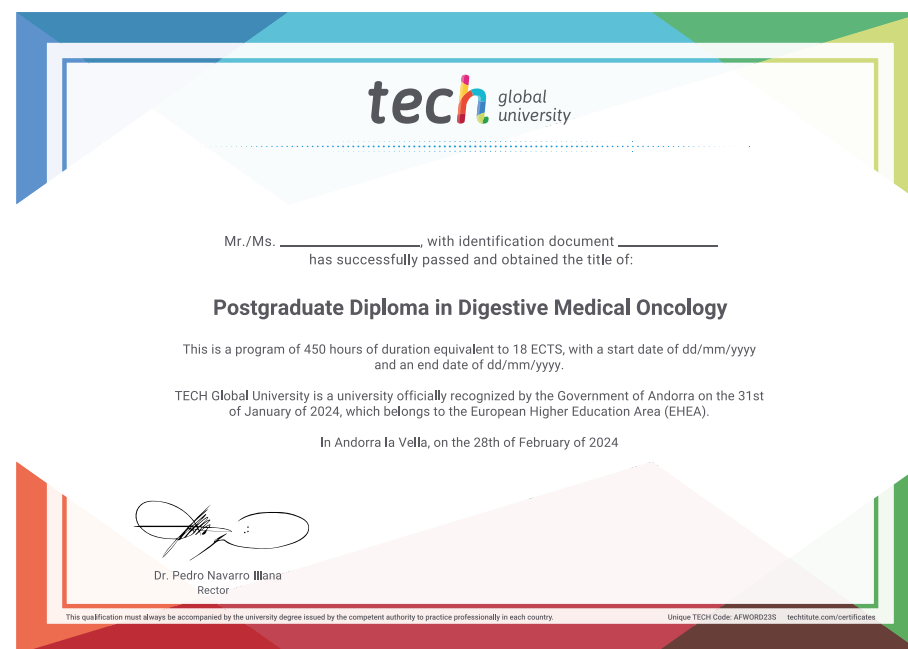 tech global university
Mr./Ms. ____________________, with identification document ______________
has successfully passed and obtained the title of:
Postgraduate Diploma in Digestive Medical Oncology
This is a program of 450 hours of duration equivalent to 18 ECTS, with a start date of dd/mm/yyyy
and an end date of dd/mm/yyyy.
TECH Global University is a university officially recognized by the Government of Andorra on the 31st
of January of 2024, which belongs to the European Higher Education Area (EHEA).
In Andorra la Vella, on the 28th of February of 2024
Dr. Pedro Navarro Illana
Rector
This qualification must always be accompanied by the university degree issued by the competent authority to practice professionally in each country. Unique TECH Code: AFWORD23S techtitute.com/certificates